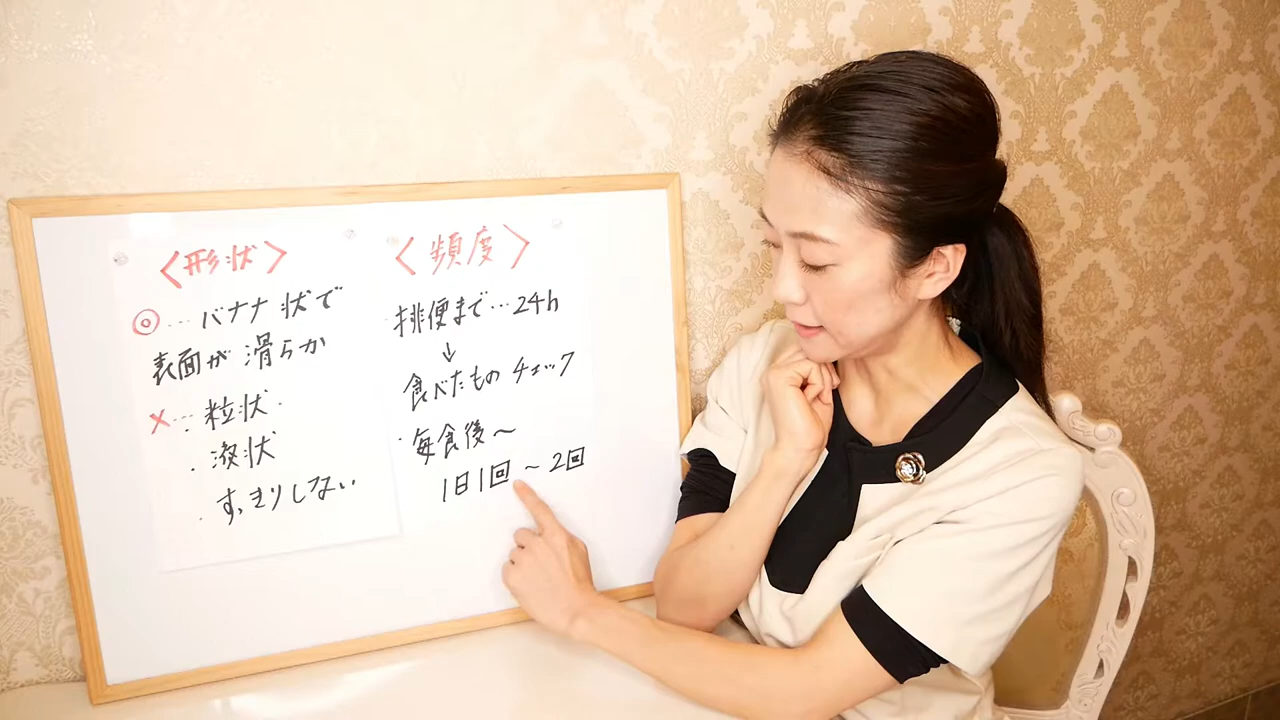 <形状>
◎…バナナ状で
表面が滑らか
×…・粒状
・液状
・すっきりしない
<頻度>
・排便まで…24h
↓
食べたものチェック
・毎食後〜
1日1回〜2回